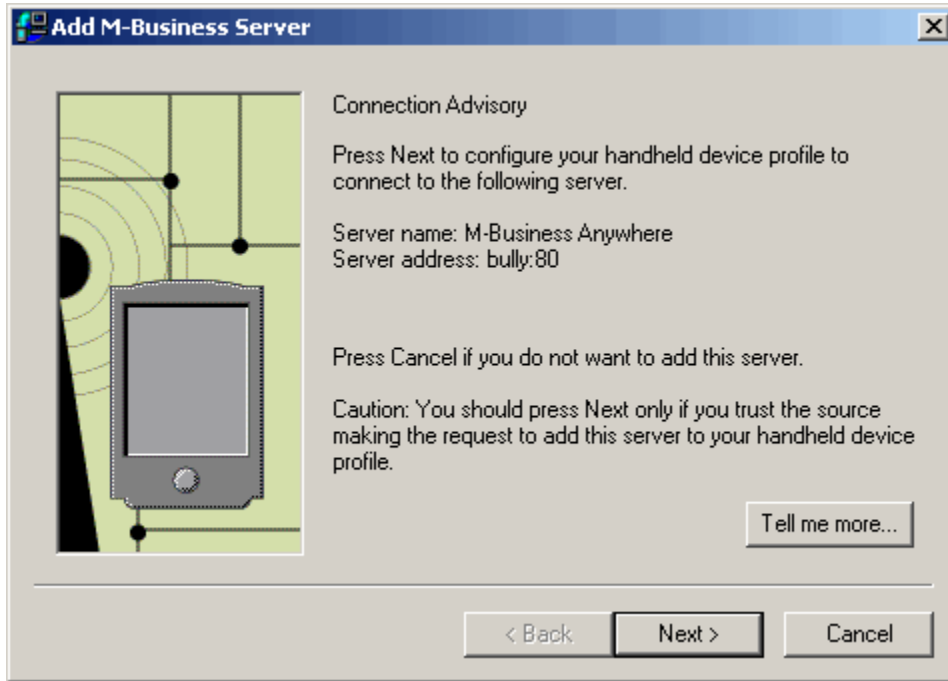 Add M-Business Server
Connection Advisory
Press Next to configure your handheld device profile to
connect to the following server.
Server name: M-Business Anywhere
Server address: bully:80
Press Cancel if you do not want to add this server.
Caution: You should press Next only if you trust the source
making the request to add this server to your handheld device
profile.
Tell me more...
< Back
Next >
Cancel